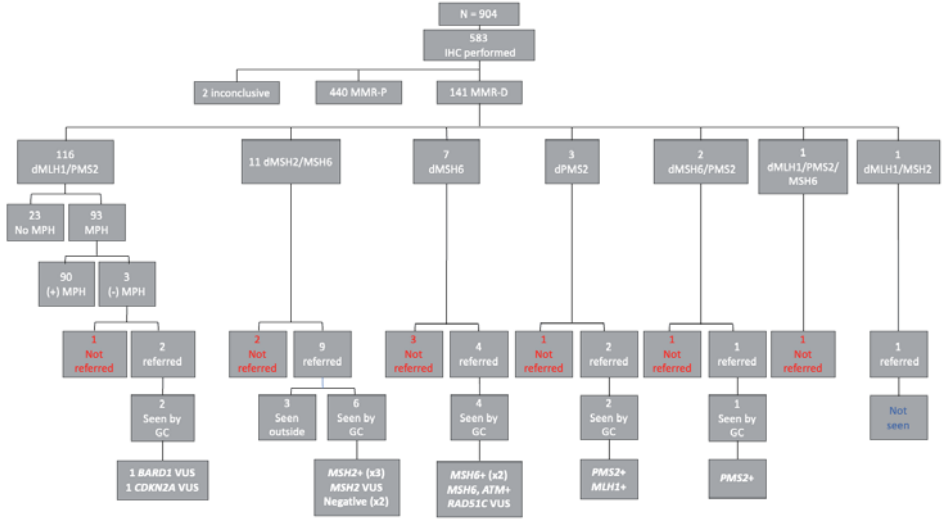 N = 904
583
IHC performed
2 inconclusive
440 MMR-P
141 MMR-D
116
dMLH1/PMS2
11 dMSH2/MSH6
7
dMSH6
3
dPMS2
2
dMSH6/PMS2
1
dMLH1/PMS2/
MSH6
1
dMLH1/MSH2
23
No MPH
93
MPH
90
(+) MPH
3
(-) MPH
1
Not
referred
2
referred
2
Not
referred
9
referred
3
Not
referred
4
referred
1
Not
referred
2
referred
1
Not
referred
1
referred
1
Not
referred
1
referred
2
Seen by
GC
3
Seen
outside
6
Seen by
GC
4
Seen by
GC
2
Seen by
GC
1
Seen by
GC
Not
seen
1 BARD1 VUS
1 CDKN2A VUS
MSH2+ (x3)
MSH2 VUS
Negative (x2)
MSH6+ (x2)
MSH6, ATM+
RAD51C VUS
PMS2+
MLH1+
PMS2+